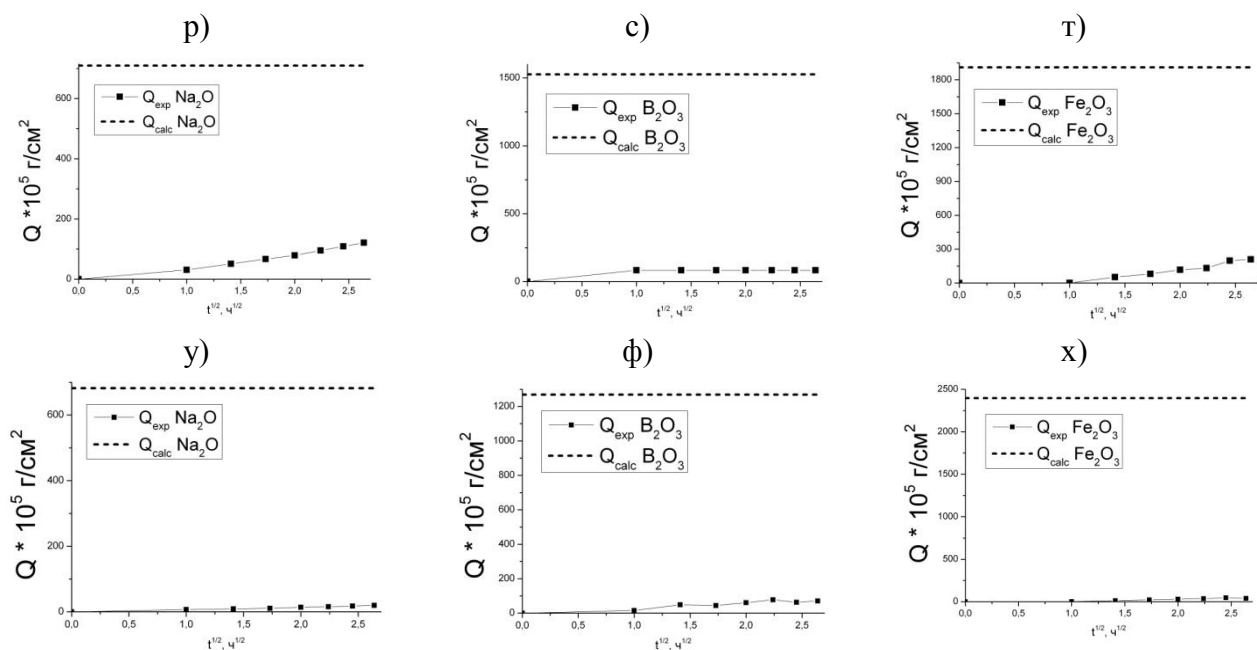 р)
700
600
400
200
0
Q *10⁵ г/см²
Q_exp Na₂O
Q_calc Na₂O
0,0 0,5 1,0 1,5 2,0 2,5
t^1/2, ч^1/2
с)
1500
1000
500
0
Q *10⁵ г/см²
Q_exp B₂O₃
Q_calc B₂O₃
0,0 0,5 1,0 1,5 2,0 2,5
t^1/2, ч^1/2
т)
1800
1500
1200
900
600
300
0
Q *10⁵ г/см²
Q_exp Fe₂O₃
Q_calc Fe₂O₃
0,0 0,5 1,0 1,5 2,0 2,5
t^1/2, ч^1/2
у)
600
400
200
0
Q * 10⁵ г/см²
Q_exp Na₂O
Q_calc Na₂O
0,0 0,5 1,0 1,5 2,0 2,5
t^1/2, ч^1/2
ф)
1200
1000
800
600
400
200
0
Q * 10⁵ г/см²
Q_exp B₂O₃
Q_calc B₂O₃
0,0 0,5 1,0 1,5 2,0 2,5
t^1/2, ч^1/2
х)
2500
2000
1500
1000
500
0
Q * 10⁵ г/см²
Q_exp Fe₂O₃
Q_calc Fe₂O₃
0,0 0,5 1,0 1,5 2,0 2,5
t^1/2, ч^1/2